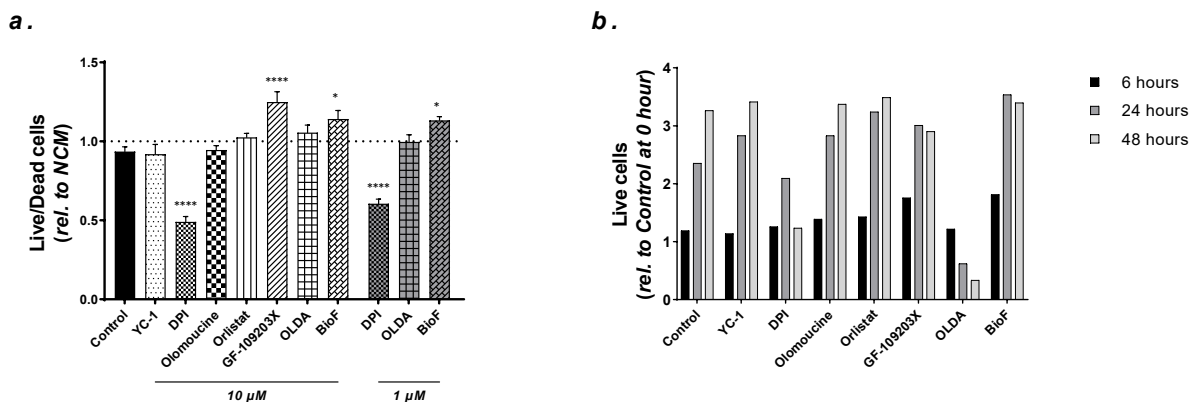 a.
Live/Dead cells
(rel. to NCM)
1.5
1.0
0.5
0.0
****
****
*
****
*
Control
YC-1
DPI
Olomoucine
Orlistat
GF-109203X
OLDA
BioF
DPI
OLDA
BioF
10 µM
1 µM
b.
Live cells
(rel. to Control at 0 hour)
4
3
2
1
0
Control
YC-1
DPI
Olomoucine
Orlistat
GF-109203X
OLDA
BioF
6 hours
24 hours
48 hours